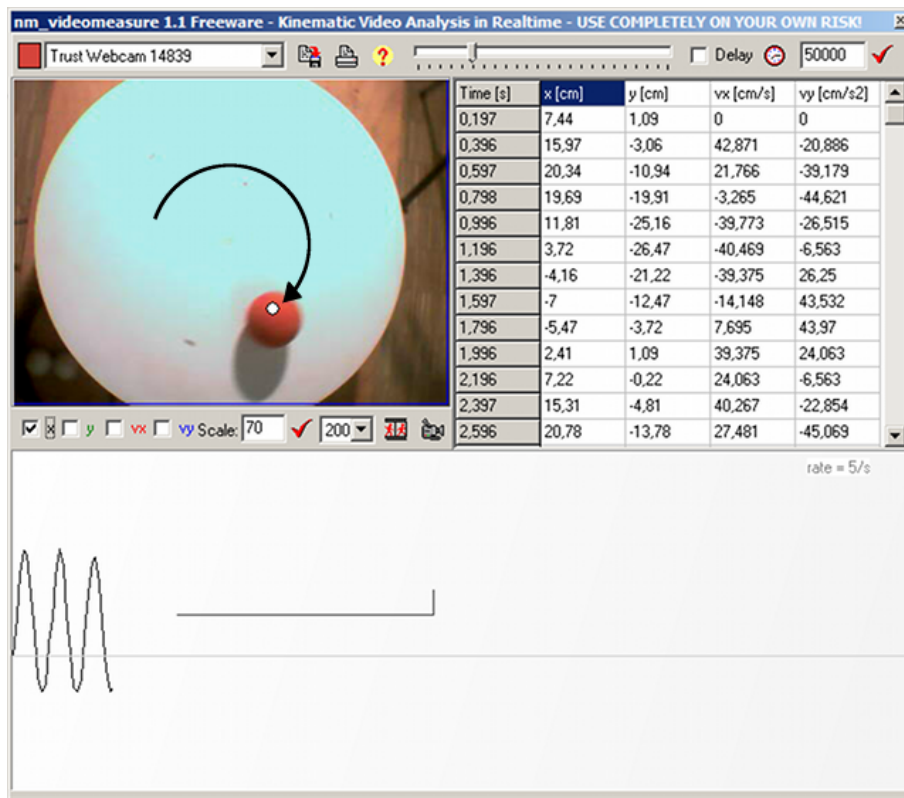 nm_videomeasure 1.1 Freeware - Kinematic Video Analysis in Realtime - USE COMPLETELY ON YOUR OWN RISK!
Trust Webcam 14839 ? Delay 50000
Time [s] x [cm] y [cm] vx [cm/s] vy [cm/s2]
0,197 7,44 1,09 0 0
0,396 15,97 -3,06 42,871 -20,886
0,597 20,34 -10,94 21,766 -39,179
0,798 19,69 -19,91 -3,265 -44,621
0,996 11,81 -25,16 -39,773 -26,515
1,196 3,72 -26,47 -40,469 -6,563
1,396 -4,16 -21,22 -39,375 26,25
1,597 -7 -12,47 -14,148 43,532
1,796 -5,47 -3,72 7,695 43,97
1,996 2,41 1,09 39,375 24,063
2,196 7,22 -0,22 24,063 -6,563
2,397 15,31 -4,81 40,267 -22,854
2,596 20,78 -13,78 27,481 -45,069
x y vx vy Scale: 70 200
rate = 5/s